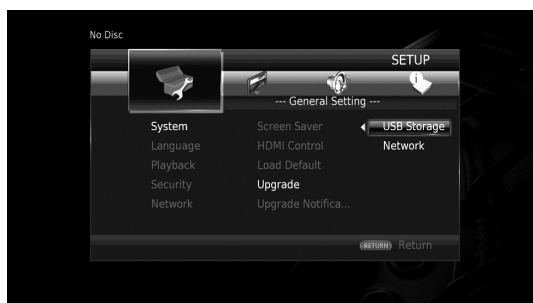 No Disc
SETUP
--- General Setting ---
System
Screen Saver
USB Storage
Language
HDMI Control
Network
Playback
Load Default
Security
Upgrade
Network
Upgrade Notifica...
RETURN Return